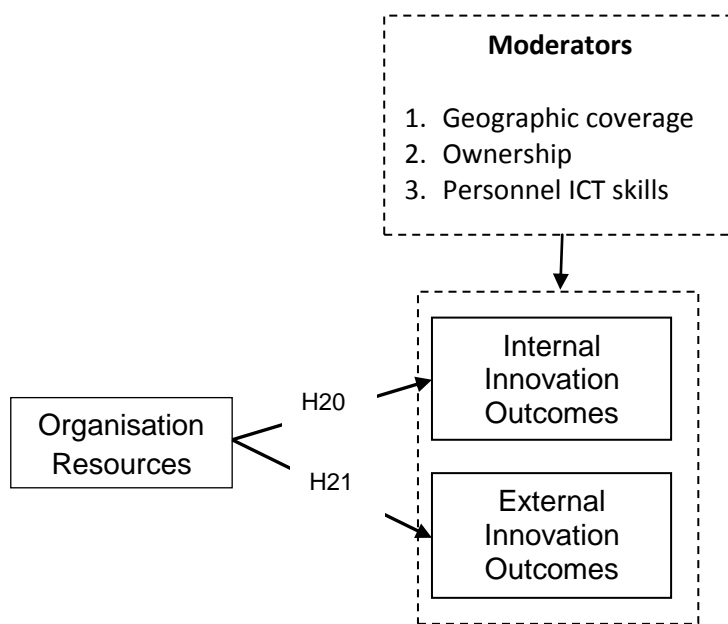 Moderators
1. Geographic coverage
2. Ownership
3. Personnel ICT skills
Internal
Innovation
Outcomes
H20
Organisation
Resources
H21
External
Innovation
Outcomes